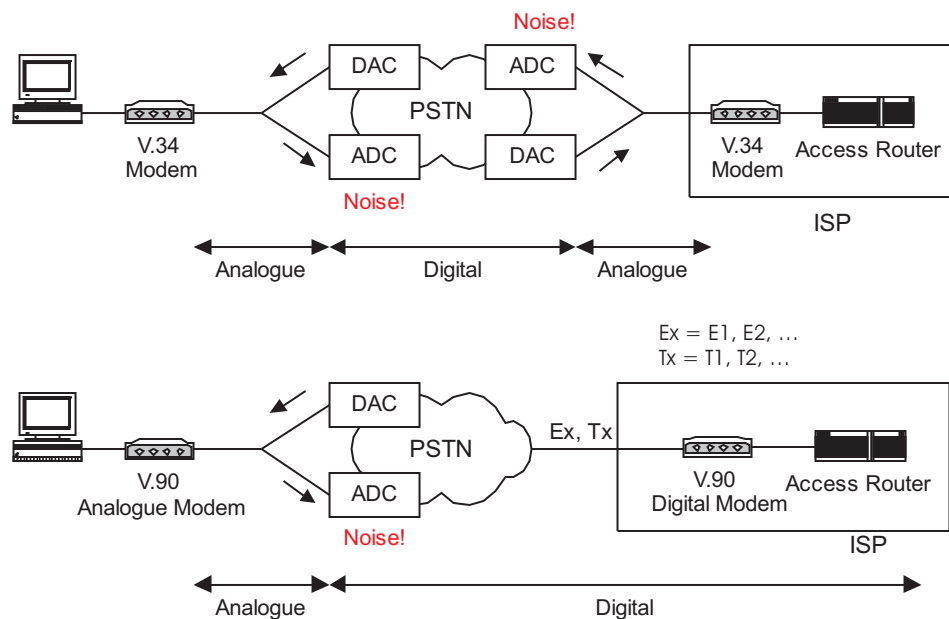 Noise!
DAC
ADC
PSTN
V.34
Modem
ADC
DAC
V.34
Modem
Access Router
Noise!
ISP
Analogue
Digital
Analogue
Ex = E1, E2, ...
Tx = T1, T2, ...
DAC
PSTN
Ex, Tx
V.90
Analogue Modem
ADC
V.90
Digital Modem
Access Router
Noise!
ISP
Analogue
Digital